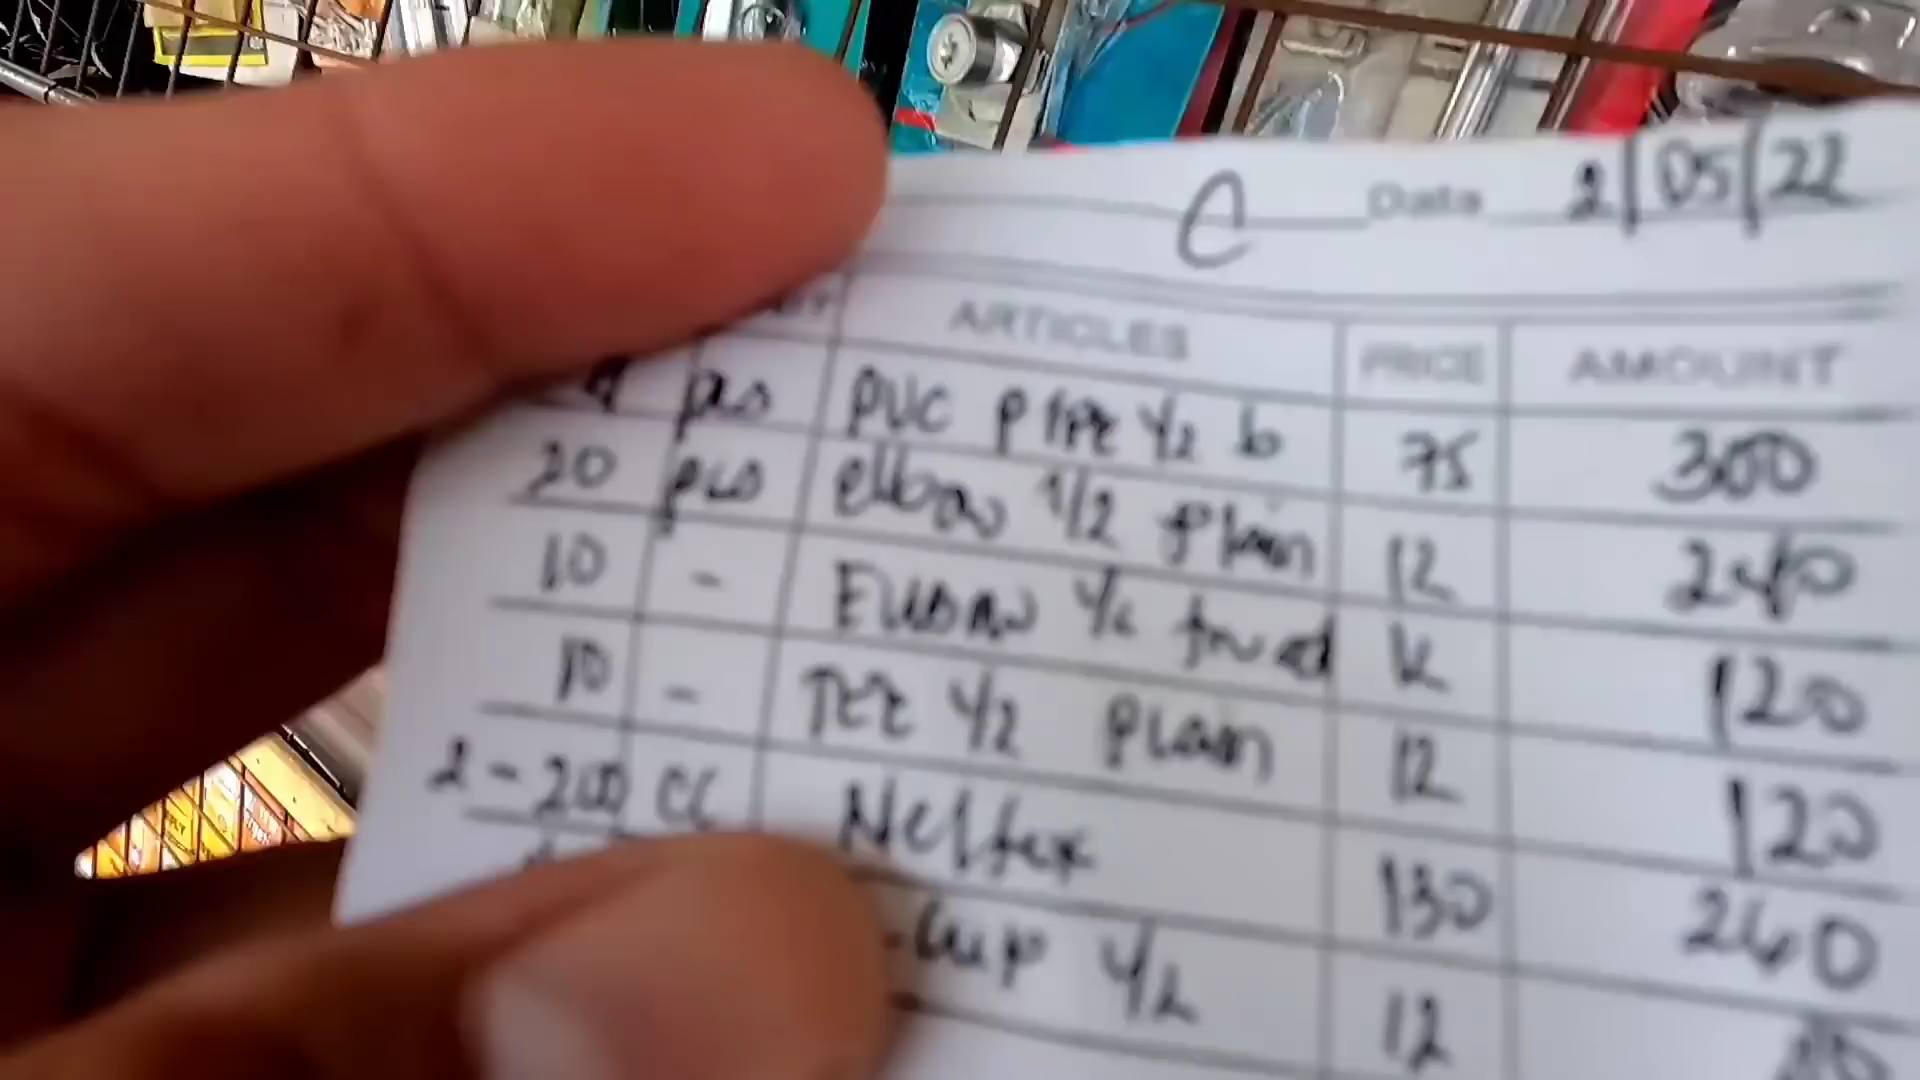 C Date 2/05/22
ARTICLES PRICE AMOUNT
pcs PVC PIPE 1/2 b 75 300
20 pcs elbow 1/2 plain 12 240
10 - Elbow 1/2 tred 12 120
10 - TEE 1/2 plain 12 120
2 - 200 cc Neltex 130 260
Cup 1/2 12